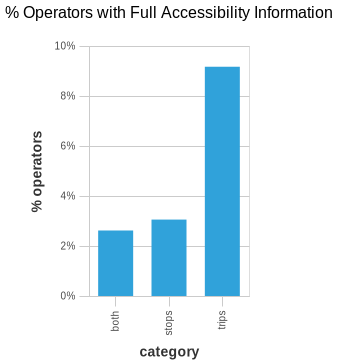 % Operators with Full Accessibility Information
10%
8%
6%
4%
2%
0%
% operators
both
stops
trips
category